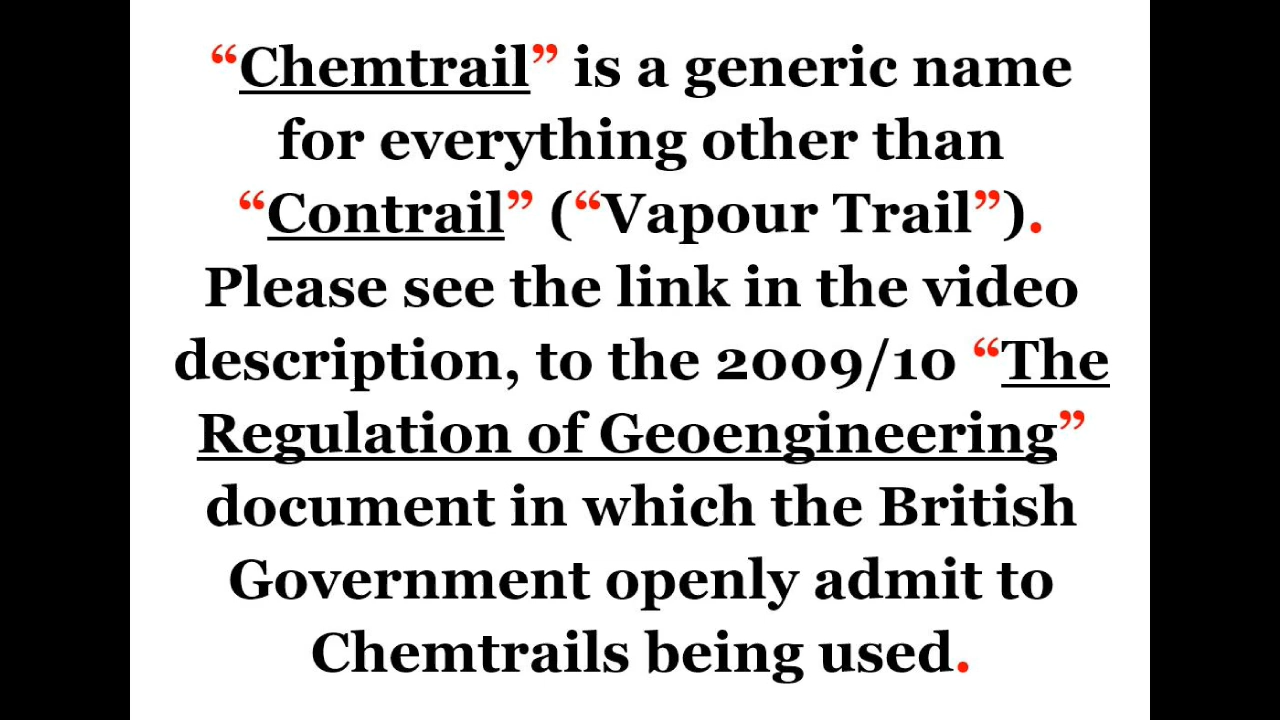 “Chemtrail” is a generic name
for everything other than
“Contrail” (“Vapour Trail”).
Please see the link in the video
description, to the 2009/10 “The
Regulation of Geoengineering”
document in which the British
Government openly admit to
Chemtrails being used.